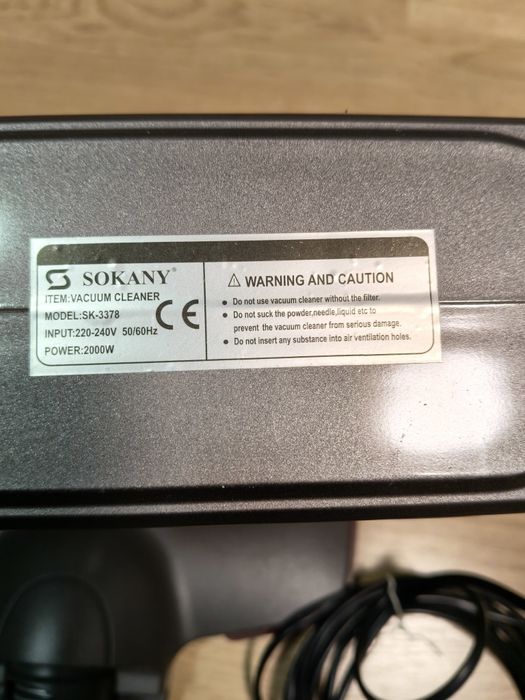 SOKANY®
ITEM:VACUUM CLEANER
MODEL:SK-3378
INPUT:220-240V 50/60Hz
POWER:2000W
CE
⚠ WARNING AND CAUTION
● Do not use vacuum cleaner without the filter.
● Do not suck the powder,needle,liquid etc to
prevent the vacuum cleaner from serious damage.
● Do not insert any substance into air ventilation holes.